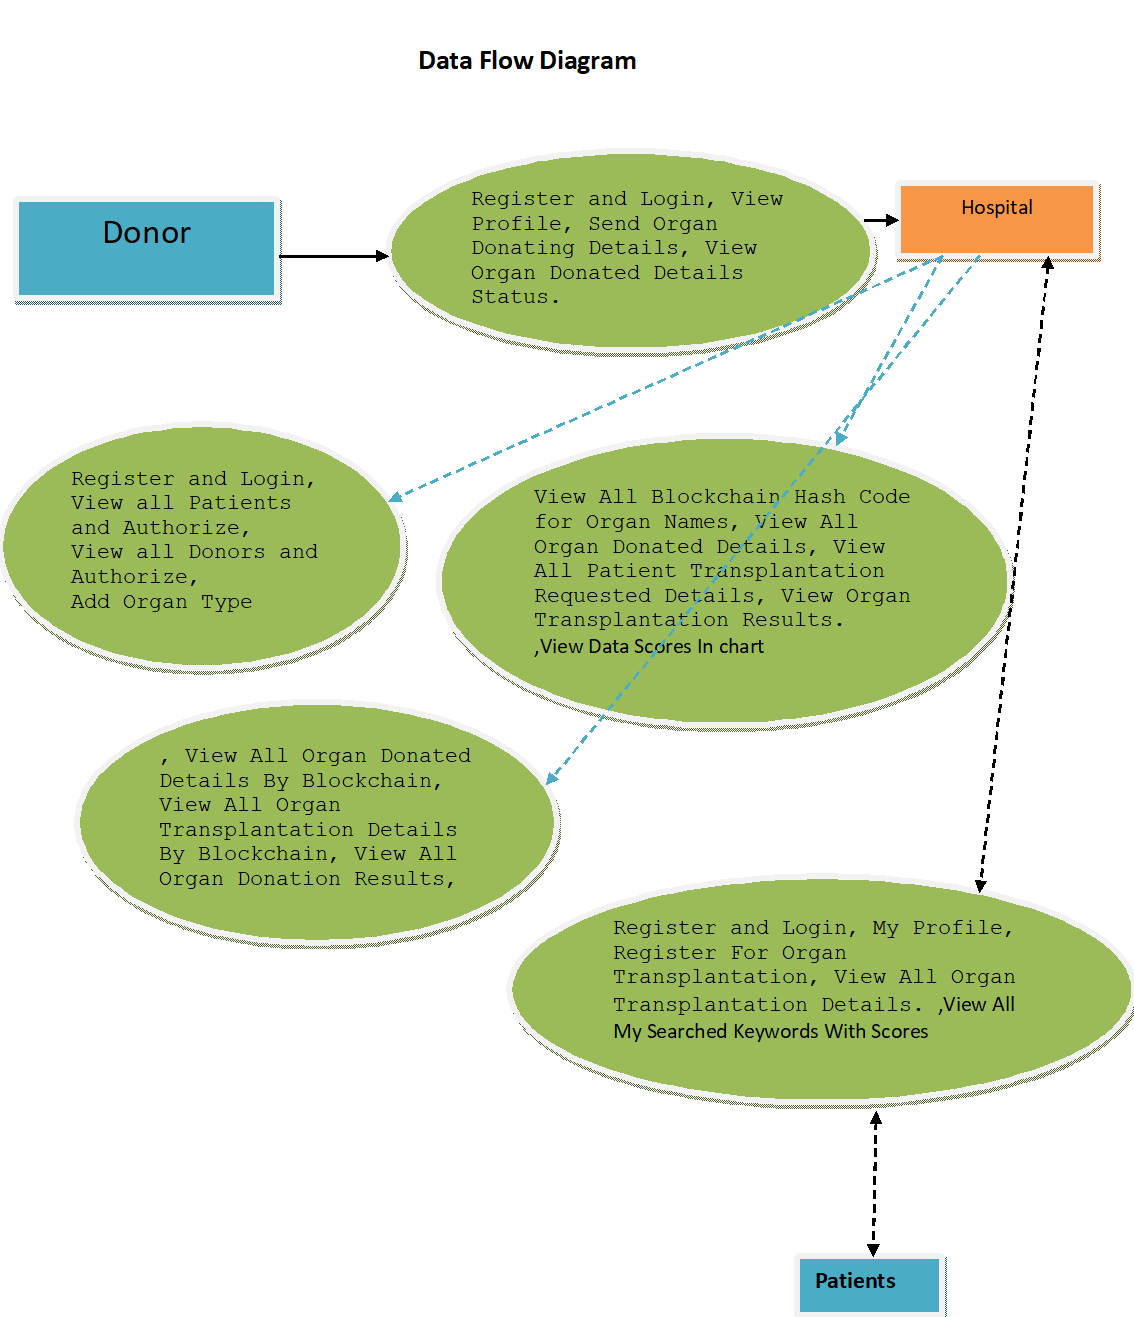 Data Flow Diagram
Donor
Register and Login, View
Profile, Send Organ
Donating Details, View
Organ Donated Details
Status.
Hospital
Register and Login,
View all Patients
and Authorize,
View all Donors and
Authorize,
Add Organ Type
View All Blockchain Hash Code
for Organ Names, View All
Organ Donated Details, View
All Patient Transplantation
Requested Details, View Organ
Transplantation Results.
,View Data Scores In chart
, View All Organ Donated
Details By Blockchain,
View All Organ
Transplantation Details
By Blockchain, View All
Organ Donation Results,
Register and Login, My Profile,
Register For Organ
Transplantation, View All Organ
Transplantation Details. ,View All
My Searched Keywords With Scores
Patients